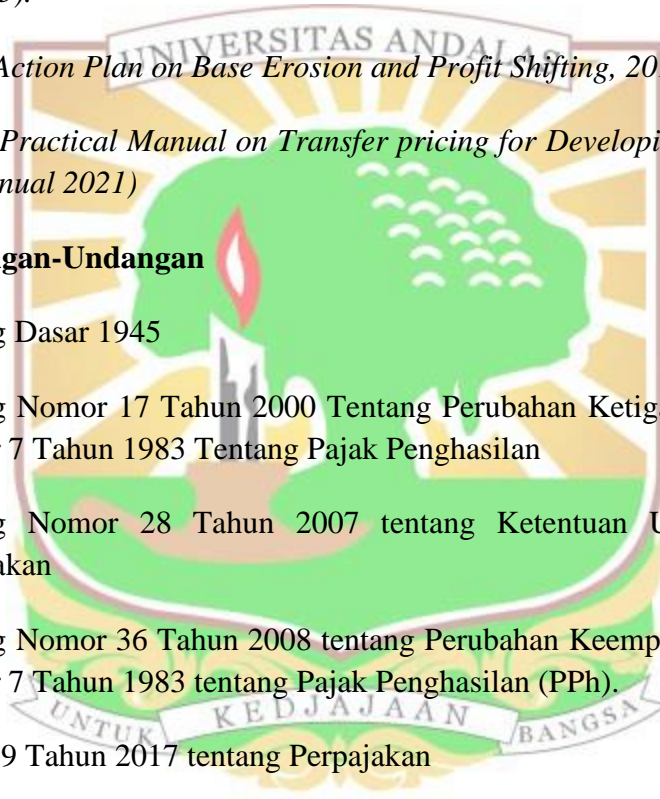 UNIVERSITAS ANDALAS
Action Plan on Base Erosion and Profit Shifting, 20
Practical Manual on Transfer pricing for Developi
nual 2021)
gan-Undangan
g Dasar 1945
g Nomor 17 Tahun 2000 Tentang Perubahan Ketiga
7 Tahun 1983 Tentang Pajak Penghasilan
g Nomor 28 Tahun 2007 tentang Ketentuan U
akan
g Nomor 36 Tahun 2008 tentang Perubahan Keemp
7 Tahun 1983 tentang Pajak Penghasilan (PPh).
UNTUK KEDJAJAAN BANGSA
9 Tahun 2017 tentang Perpajakan